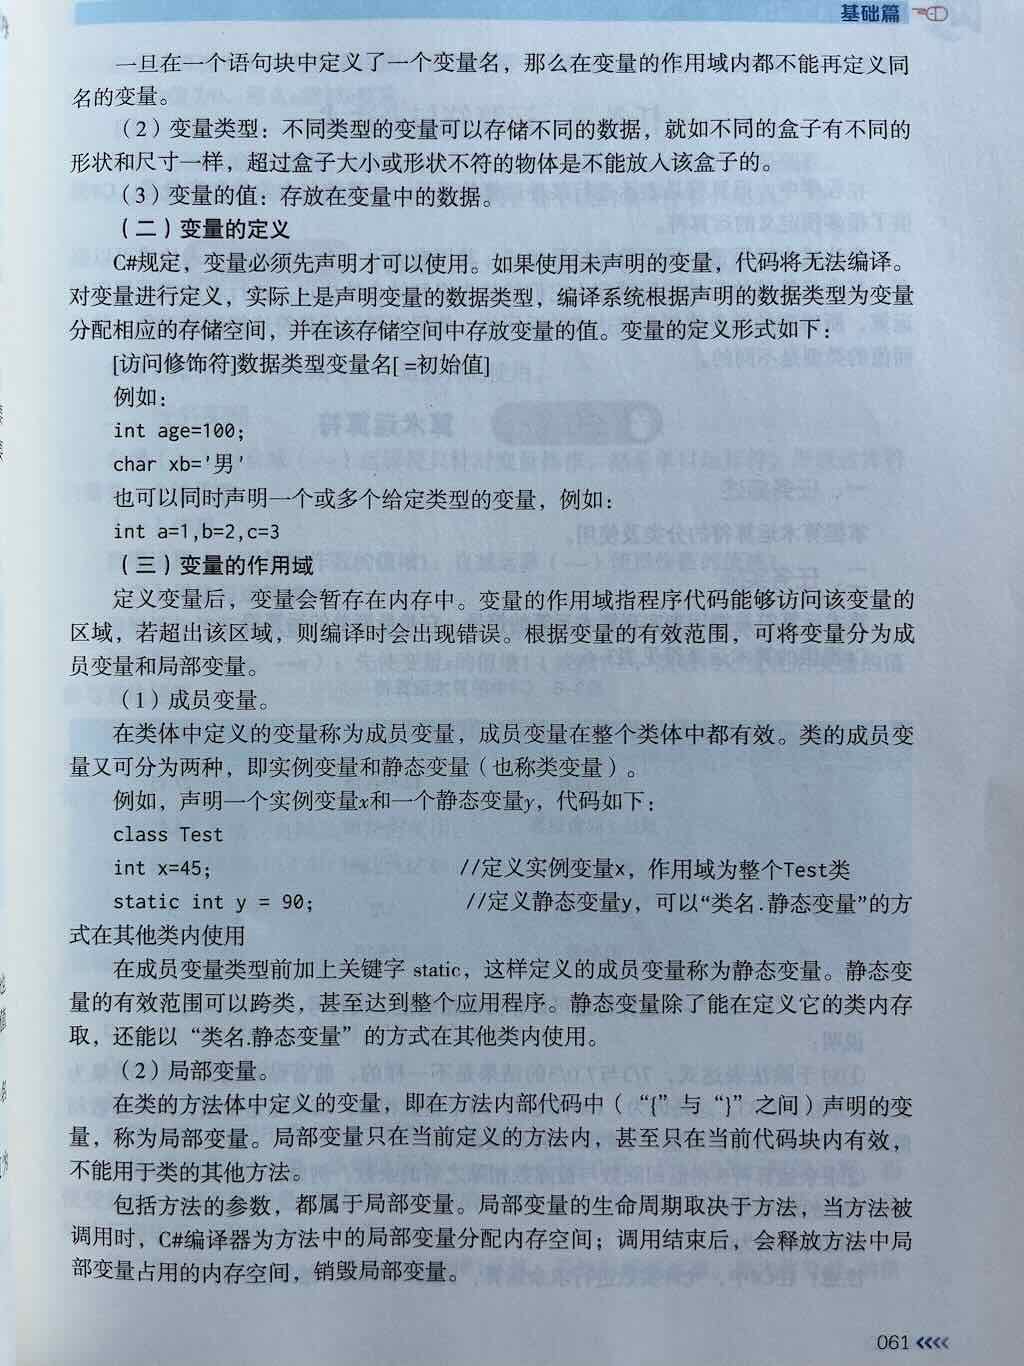 基础篇
一旦在一个语句块中定义了一个变量名，那么在变量的作用域内都不能再定义同
名的变量。
（2）变量类型：不同类型的变量可以存储不同的数据，就如不同的盒子有不同的
形状和尺寸一样，超过盒子大小或形状不符的物体是不能放入该盒子的。
（3）变量的值：存放在变量中的数据。
（二）变量的定义
C#规定，变量必须先声明才可以使用。如果使用未声明的变量，代码将无法编译。
对变量进行定义，实际上是声明变量的数据类型，编译系统根据声明的数据类型为变量
分配相应的存储空间，并在该存储空间中存放变量的值。变量的定义形式如下：
[访问修饰符]数据类型变量名[ =初始值]
例如：
int age=100；
char xb='男'
也可以同时声明一个或多个给定类型的变量，例如：
int a=1,b=2,c=3
（三）变量的作用域
定义变量后，变量会暂存在内存中。变量的作用域指程序代码能够访问该变量的
区域，若超出该区域，则编译时会出现错误。根据变量的有效范围，可将变量分为成
员变量和局部变量。
（1）成员变量。
在类体中定义的变量称为成员变量，成员变量在整个类体中都有效。类的成员变
量又可分为两种，即实例变量和静态变量（也称类变量）。
例如，声明一个实例变量x和一个静态变量y，代码如下：
class Test
int x=45； //定义实例变量x，作用域为整个Test类
static int y = 90； //定义静态变量y，可以“类名.静态变量”的方
式在其他类内使用
在成员变量类型前加上关键字 static，这样定义的成员变量称为静态变量。静态变
量的有效范围可以跨类，甚至达到整个应用程序。静态变量除了能在定义它的类内存
取，还能以“类名.静态变量”的方式在其他类内使用。
（2）局部变量。
在类的方法体中定义的变量，即在方法内部代码中（“{”与“}”之间）声明的变
量，称为局部变量。局部变量只在当前定义的方法内，甚至只在当前代码块内有效，
不能用于类的其他方法。
包括方法的参数，都属于局部变量。局部变量的生命周期取决于方法，当方法被
调用时，C#编译器为方法中的局部变量分配内存空间；调用结束后，会释放方法中局
部变量占用的内存空间，销毁局部变量。
061